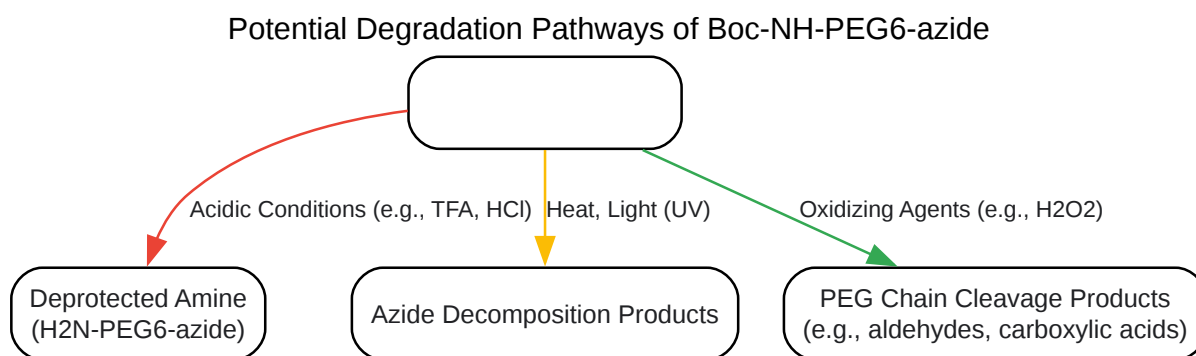 Potential Degradation Pathways of Boc-NH-PEG6-azide
Acidic Conditions (e.g., TFA, HCl)
Heat, Light (UV)
Oxidizing Agents (e.g., H2O2)
Deprotected Amine
(H2N-PEG6-azide)
Azide Decomposition Products
PEG Chain Cleavage Products
(e.g., aldehydes, carboxylic acids)